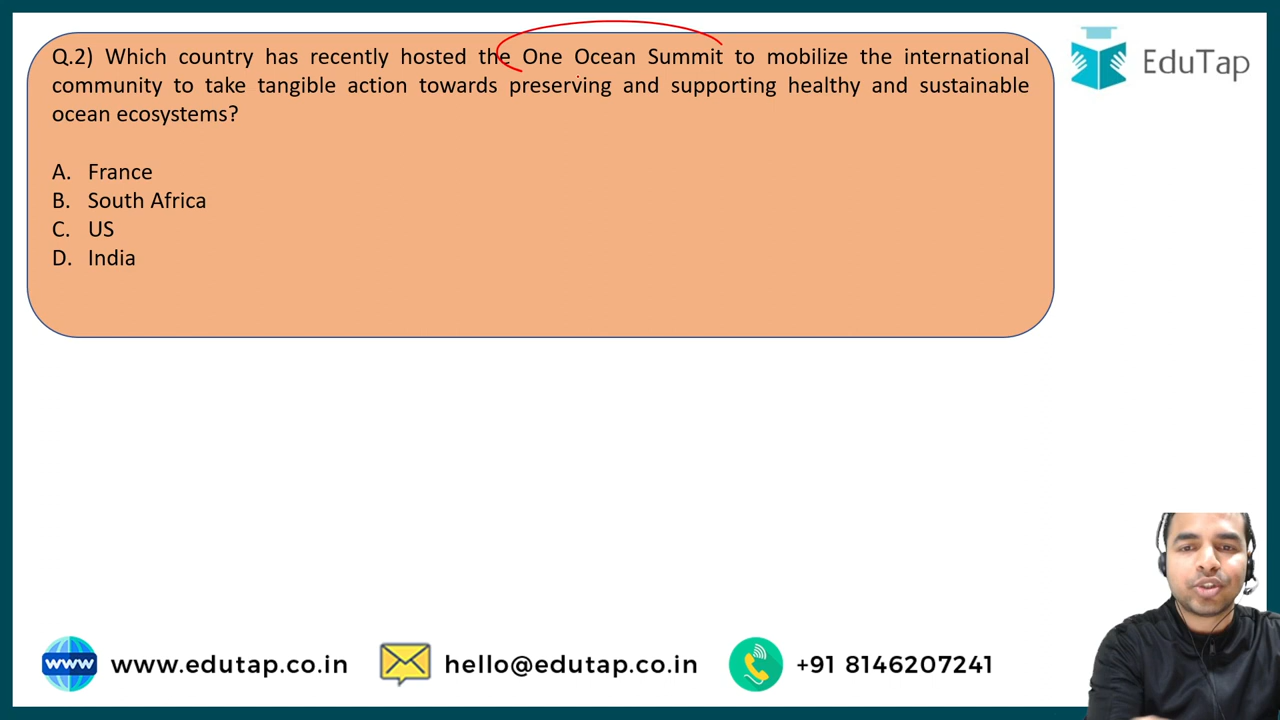 Q.2) Which country has recently hosted the One Ocean Summit to mobilize the international
community to take tangible action towards preserving and supporting healthy and sustainable
ocean ecosystems?
A. France
B. South Africa
C. US
D. India
EduTap
www
www.edutap.co.in
hello@edutap.co.in
+91 8146207241